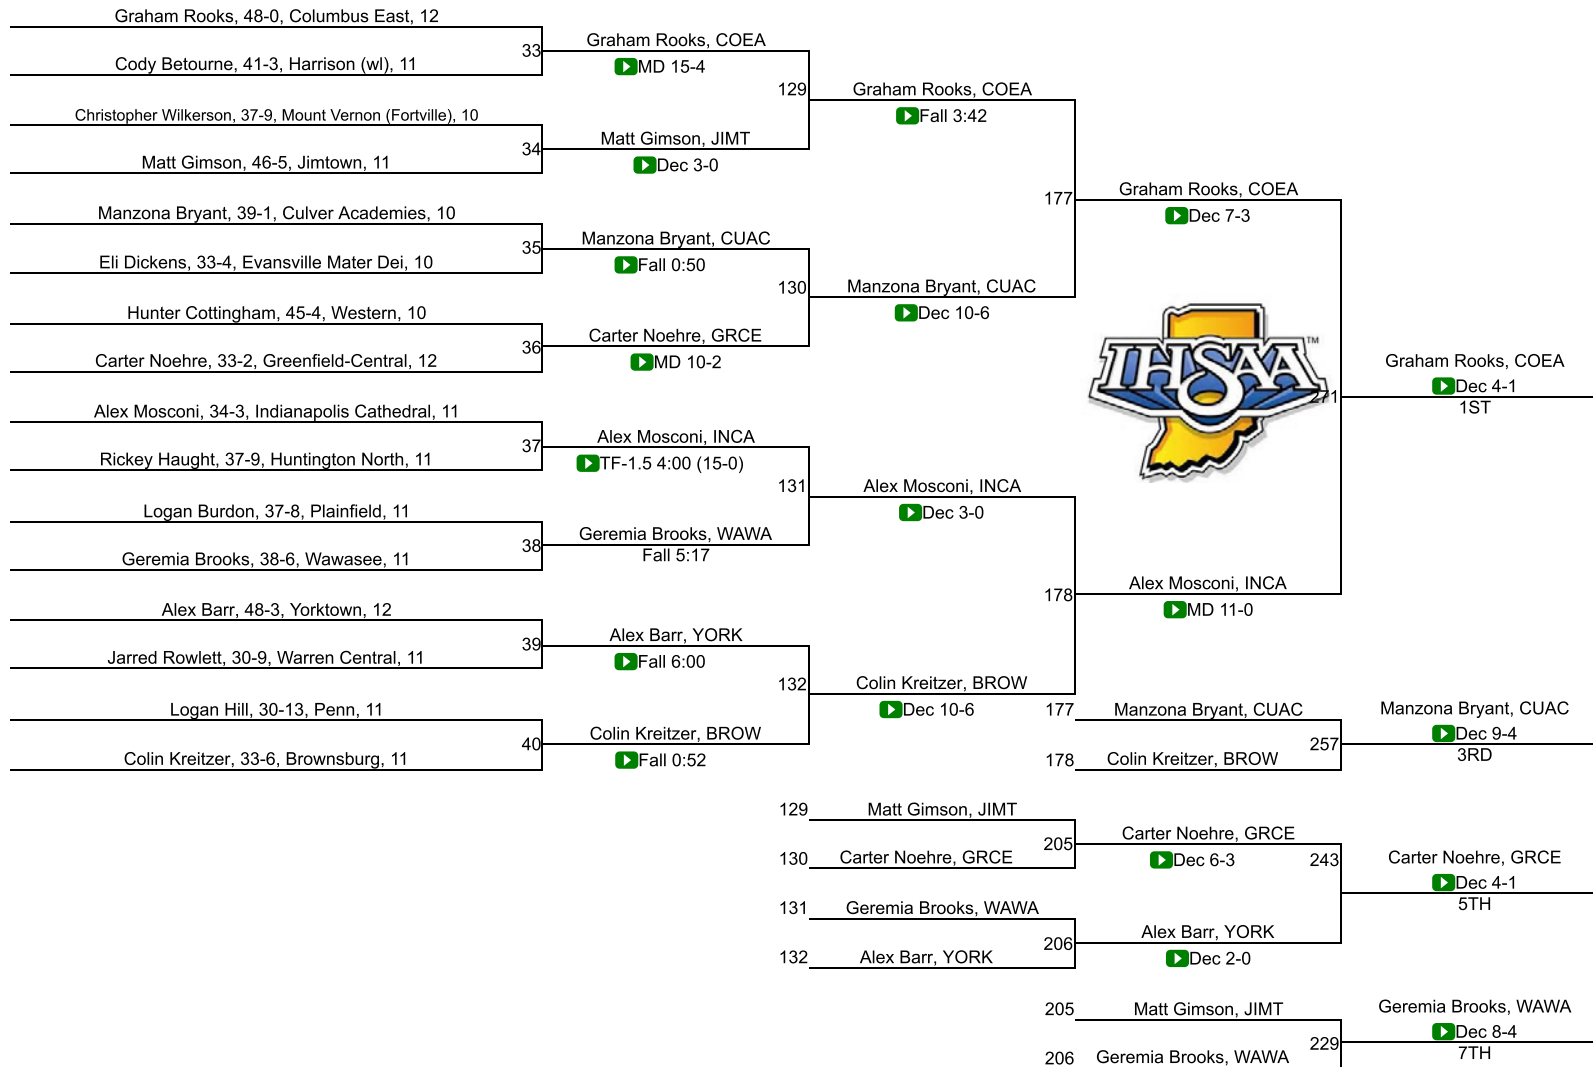 Graham Rooks, 48-0, Columbus East, 12
33
Cody Betourne, 41-3, Harrison (wl), 11
Christopher Wilkerson, 37-9, Mount Vernon (Fortville), 10
34
Matt Gimson, 46-5, Jimtown, 11
Manzona Bryant, 39-1, Culver Academies, 10
35
Eli Dickens, 33-4, Evansville Mater Dei, 10
Hunter Cottingham, 45-4, Western, 10
36
Carter Noehre, 33-2, Greenfield-Central, 12
Alex Mosconi, 34-3, Indianapolis Cathedral, 11
37
Rickey Haught, 37-9, Huntington North, 11
Logan Burdon, 37-8, Plainfield, 11
38
Geremia Brooks, 38-6, Wawasee, 11
Alex Barr, 48-3, Yorktown, 12
39
Jarred Rowlett, 30-9, Warren Central, 11
Logan Hill, 30-13, Penn, 11
40
Colin Kreitzer, 33-6, Brownsburg, 11
Graham Rooks, COEA
MD 15-4
129
Matt Gimson, JIMT
Dec 3-0
Manzona Bryant, CUAC
Fall 0:50
130
Carter Noehre, GRCE
MD 10-2
Alex Mosconi, INCA
TF-1.5 4:00 (15-0)
131
Geremia Brooks, WAWA
Fall 5:17
Alex Barr, YORK
Fall 6:00
132
Colin Kreitzer, BROW
Fall 0:52
Graham Rooks, COEA
Fall 3:42
177
Manzona Bryant, CUAC
Dec 10-6
Alex Mosconi, INCA
Dec 3-0
178
Colin Kreitzer, BROW
Dec 10-6
Graham Rooks, COEA
Dec 7-3
IHSAA TM
271
Alex Mosconi, INCA
MD 11-0
Graham Rooks, COEA
Dec 4-1
1ST
177
Manzona Bryant, CUAC
257
178
Colin Kreitzer, BROW
Manzona Bryant, CUAC
Dec 9-4
3RD
129
Matt Gimson, JIMT
205
130
Carter Noehre, GRCE
131
Geremia Brooks, WAWA
206
132
Alex Barr, YORK
Carter Noehre, GRCE
Dec 6-3
243
Alex Barr, YORK
Dec 2-0
Carter Noehre, GRCE
Dec 4-1
5TH
205
Matt Gimson, JIMT
229
206
Geremia Brooks, WAWA
Geremia Brooks, WAWA
Dec 8-4
7TH